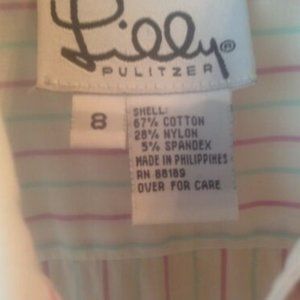 Lilly®
PULITZER
8
SHELL:
67% COTTON
28% NYLON
5% SPANDEX
MADE IN PHILIPPINES
RN 88189
OVER FOR CARE